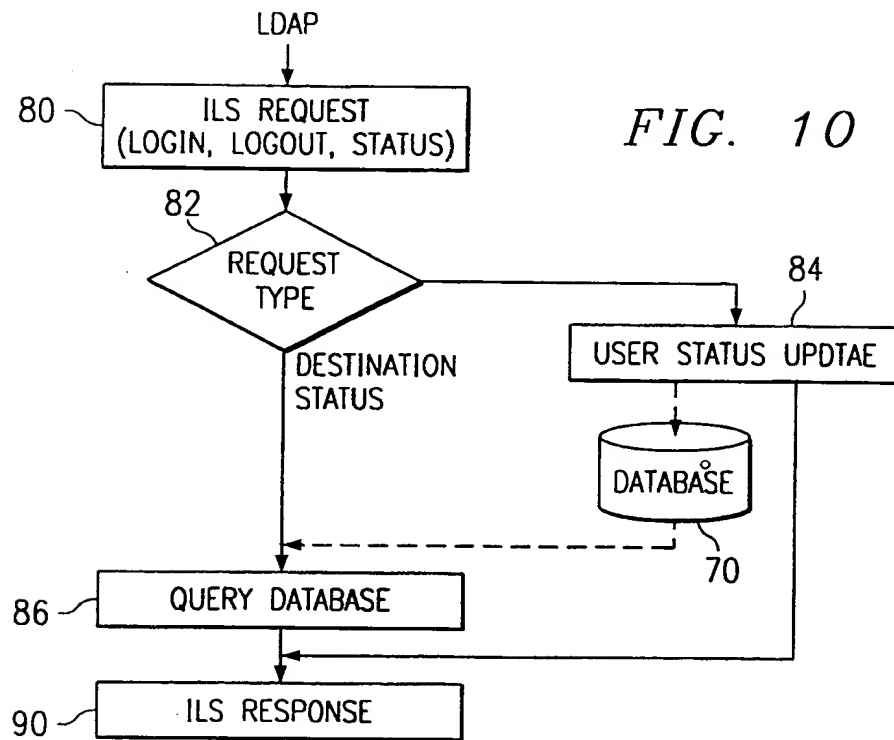 LDAP
80
ILS REQUEST
(LOGIN, LOGOUT, STATUS)
FIG. 10
82
REQUEST
TYPE
84
USER STATUS UPDTAE
DESTINATION
STATUS
DATABASE
70
86
QUERY DATABASE
90
ILS RESPONSE